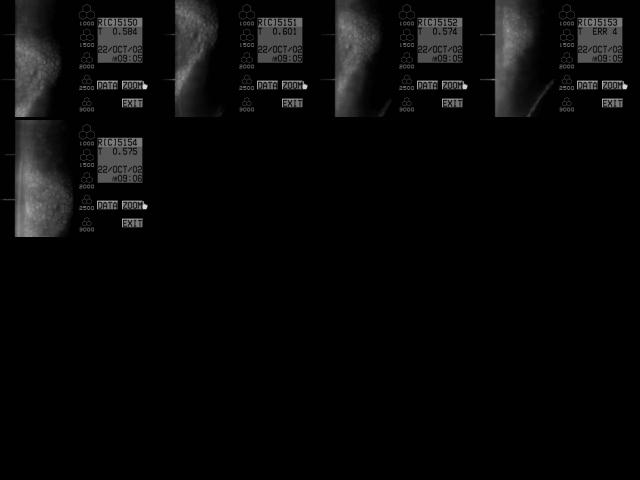 R(C)5150
T 0.584
22/OCT/02
09:05
1000
1500
2000
2500
3000
DATA ZOOM
EXIT
R(C)5151
T 0.601
22/OCT/02
09:05
1000
1500
2000
2500
3000
DATA ZOOM
EXIT
R(C)5152
T 0.574
22/OCT/02
09:05
1000
1500
2000
2500
3000
DATA ZOOM
EXIT
R(C)5153
T ERR 4
22/OCT/02
09:05
1000
1500
2000
2500
3000
DATA ZOOM
EXIT
R(C)5154
T 0.575
22/OCT/02
09:06
1000
1500
2000
2500
3000
DATA ZOOM
EXIT